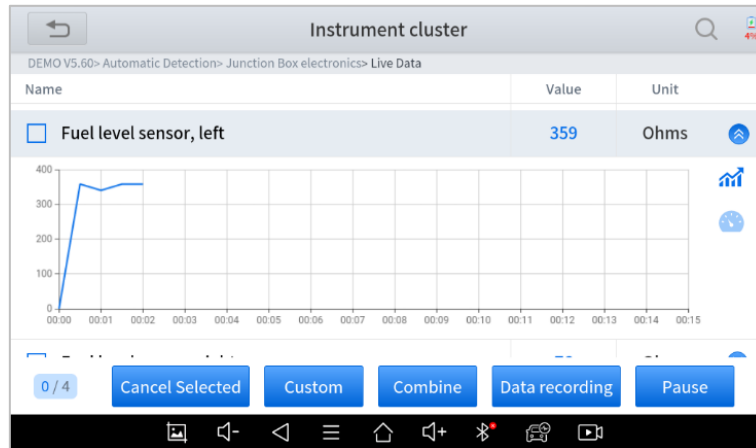 Instrument cluster
4%
DEMO V5.60> Automatic Detection> Junction Box electronics> Live Data
Name Value Unit
Fuel level sensor, left 359 Ohms
400
300
200
100
0
00:00 00:01 00:02 00:03 00:04 00:05 00:06 00:07 00:08 00:09 00:10 00:11 00:12 00:13 00:14 00:15
0 / 4 Cancel Selected Custom Combine Data recording Pause